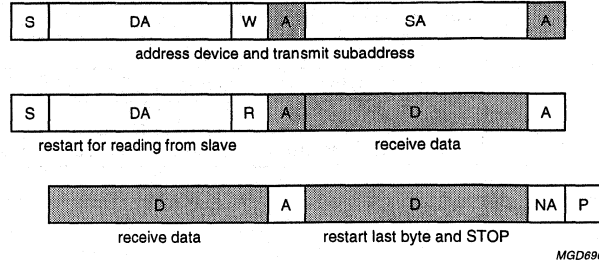 S DA W A SA A
address device and transmit subaddress
S DA R A D A
restart for reading from slave receive data
D A D NA P
receive data restart last byte and STOP